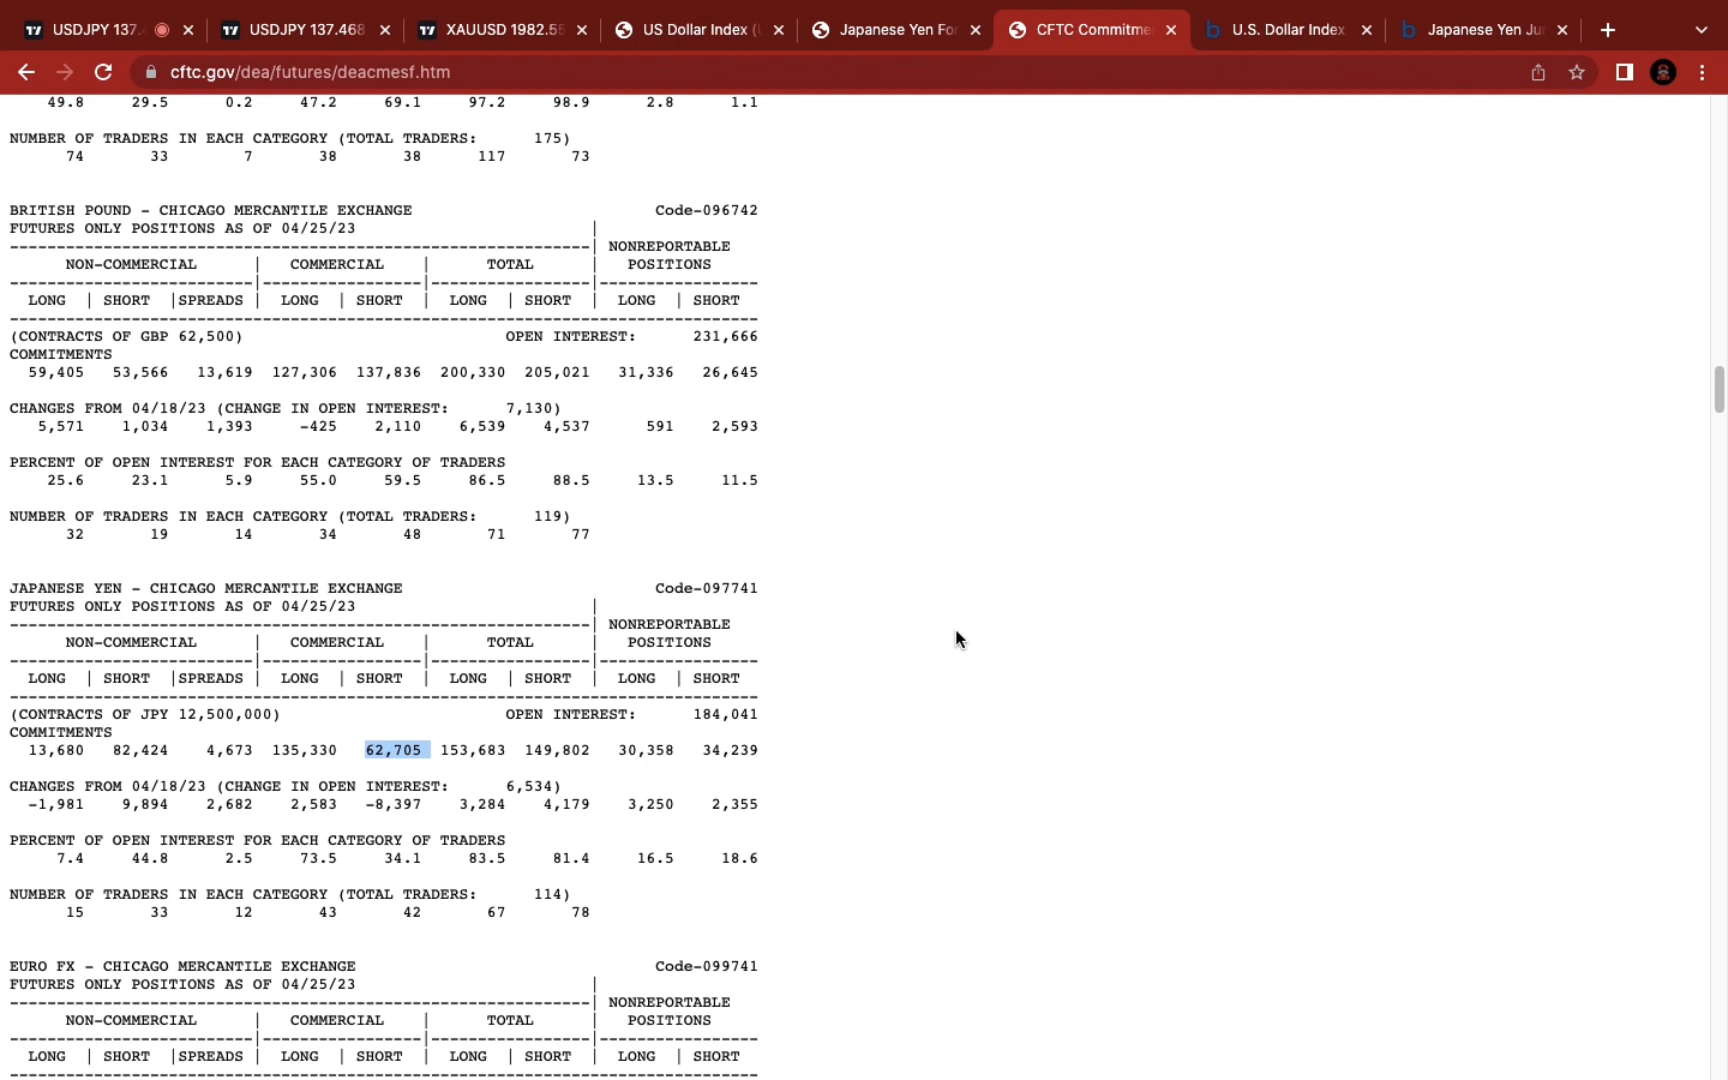 USDJPY 137. USDJPY 137.468 XAUUSD 1982.55 US Dollar Index (U Japanese Yen For CFTC Commitme U.S. Dollar Index Japanese Yen Jun
cftc.gov/dea/futures/deacmesf.htm
49.8 29.5 0.2 47.2 69.1 97.2 98.9 2.8 1.1
NUMBER OF TRADERS IN EACH CATEGORY (TOTAL TRADERS: 175)
74 33 7 38 38 117 73
BRITISH POUND - CHICAGO MERCANTILE EXCHANGE Code-096742
FUTURES ONLY POSITIONS AS OF 04/25/23 |
--------------------------------------------------------------| NONREPORTABLE
NON-COMMERCIAL | COMMERCIAL | TOTAL | POSITIONS
--------------------------|-----------------|-----------------|-----------------
LONG | SHORT |SPREADS | LONG | SHORT | LONG | SHORT | LONG | SHORT
--------------------------------------------------------------------------------
(CONTRACTS OF GBP 62,500) OPEN INTEREST: 231,666
COMMITMENTS
59,405 53,566 13,619 127,306 137,836 200,330 205,021 31,336 26,645
CHANGES FROM 04/18/23 (CHANGE IN OPEN INTEREST: 7,130)
5,571 1,034 1,393 -425 2,110 6,539 4,537 591 2,593
PERCENT OF OPEN INTEREST FOR EACH CATEGORY OF TRADERS
25.6 23.1 5.9 55.0 59.5 86.5 88.5 13.5 11.5
NUMBER OF TRADERS IN EACH CATEGORY (TOTAL TRADERS: 119)
32 19 14 34 48 71 77
JAPANESE YEN - CHICAGO MERCANTILE EXCHANGE Code-097741
FUTURES ONLY POSITIONS AS OF 04/25/23 |
--------------------------------------------------------------| NONREPORTABLE
NON-COMMERCIAL | COMMERCIAL | TOTAL | POSITIONS
--------------------------|-----------------|-----------------|-----------------
LONG | SHORT |SPREADS | LONG | SHORT | LONG | SHORT | LONG | SHORT
--------------------------------------------------------------------------------
(CONTRACTS OF JPY 12,500,000) OPEN INTEREST: 184,041
COMMITMENTS
13,680 82,424 4,673 135,330 62,705 153,683 149,802 30,358 34,239
CHANGES FROM 04/18/23 (CHANGE IN OPEN INTEREST: 6,534)
-1,981 9,894 2,682 2,583 -8,397 3,284 4,179 3,250 2,355
PERCENT OF OPEN INTEREST FOR EACH CATEGORY OF TRADERS
7.4 44.8 2.5 73.5 34.1 83.5 81.4 16.5 18.6
NUMBER OF TRADERS IN EACH CATEGORY (TOTAL TRADERS: 114)
15 33 12 43 42 67 78
EURO FX - CHICAGO MERCANTILE EXCHANGE Code-099741
FUTURES ONLY POSITIONS AS OF 04/25/23 |
--------------------------------------------------------------| NONREPORTABLE
NON-COMMERCIAL | COMMERCIAL | TOTAL | POSITIONS
--------------------------|-----------------|-----------------|-----------------
LONG | SHORT |SPREADS | LONG | SHORT | LONG | SHORT | LONG | SHORT
--------------------------------------------------------------------------------